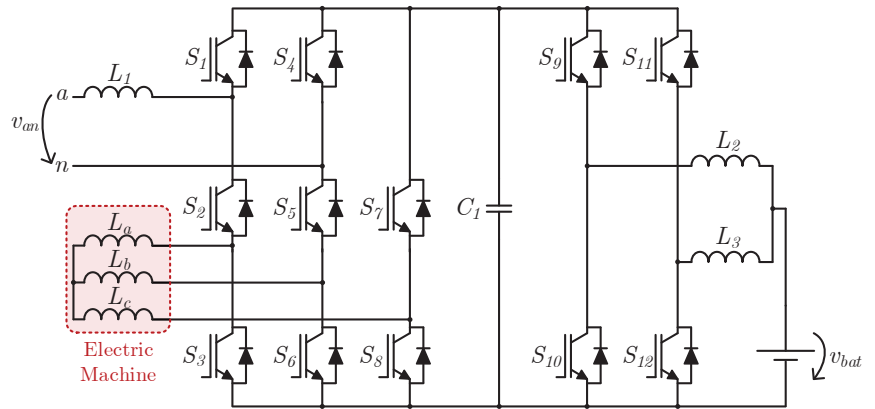 S1
S4
S9
S11
L1
a
van
n
L2
S2
S5
S7
C1
La
L3
Lb
Lc
S3
S6
S8
S10
S12
vbat
Electric
Machine